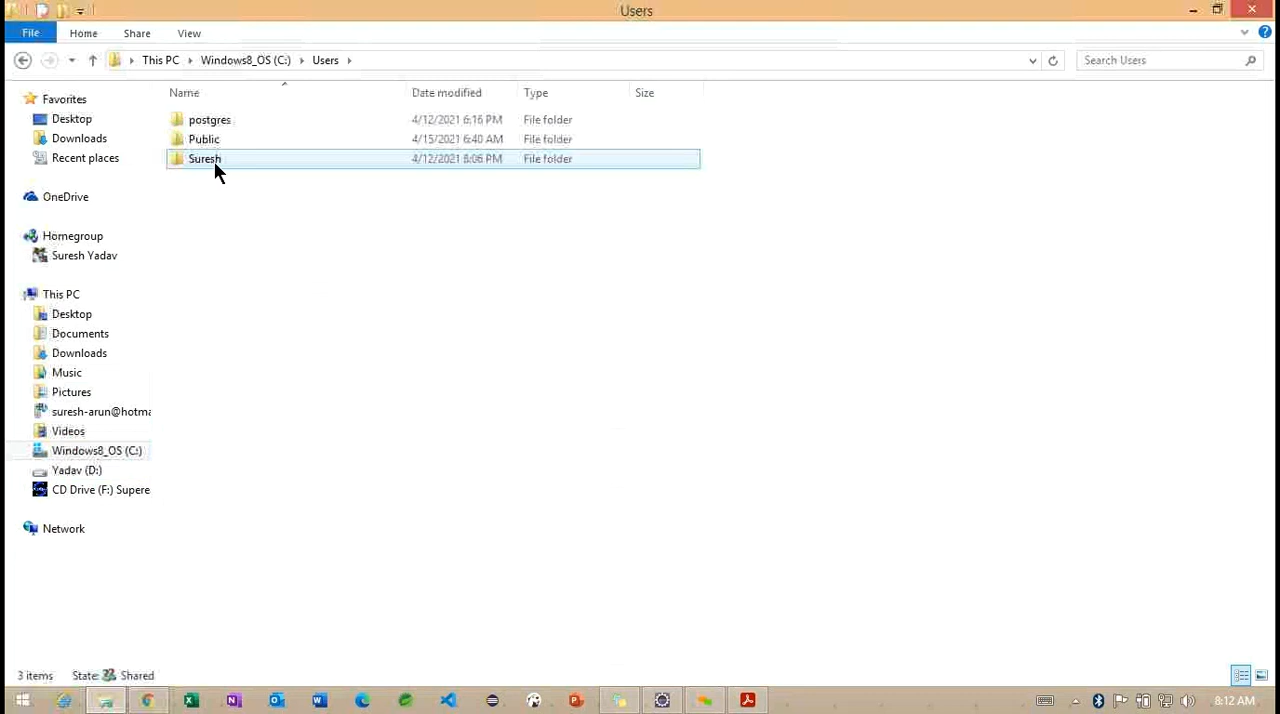 Users
File
Home
Share
View
This PC
Windows8_OS (C:)
Users
Search Users
Name
Date modified
Type
Size
Favorites
Desktop
Downloads
Recent places
OneDrive
Homegroup
Suresh Yadav
This PC
Desktop
Documents
Downloads
Music
Pictures
suresh-arun@hotma
Videos
Windows8_OS (C:)
Yadav (D:)
CD Drive (F:) Supere
Network
postgres 4/12/2021 6:16 PM File folder
Public 4/15/2021 6:40 AM File folder
Suresh 4/12/2021 8:06 PM File folder
3 items
State: Shared
8:12 AM